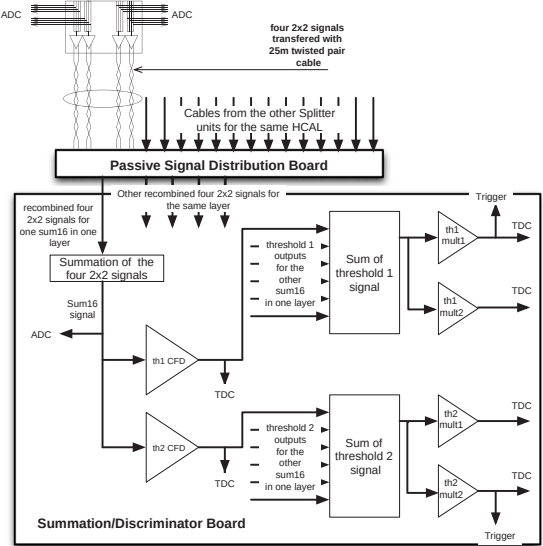 ADC
ADC
four 2x2 signals
transfered with
25m twisted pair
cable
Cables from the other Splitter
units for the same HCAL
Passive Signal Distribution Board
recombined four
2x2 signals for
one sum16 in one
layer
Other recombined four 2x2 signals for
the same layer
Trigger
TDC
th1
mult1
threshold 1
outputs
for the
other
sum16
in one layer
Sum of
threshold 1
signal
Summation of the
four 2x2 signals
TDC
th1
mult2
Sum16
signal
ADC
th1 CFD
TDC
TDC
th2
mult1
threshold 2
outputs
for the
other
sum16
in one layer
Sum of
threshold 2
signal
th2 CFD
TDC
TDC
th2
mult2
Summation/Discriminator Board
Trigger